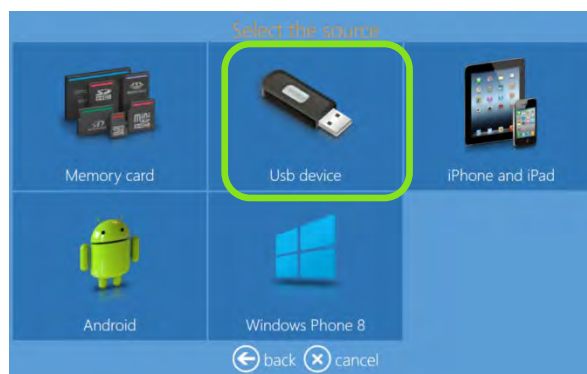 Select the source
Memory card
Usb device
iPhone and iPad
Android
Windows Phone 8
back cancel